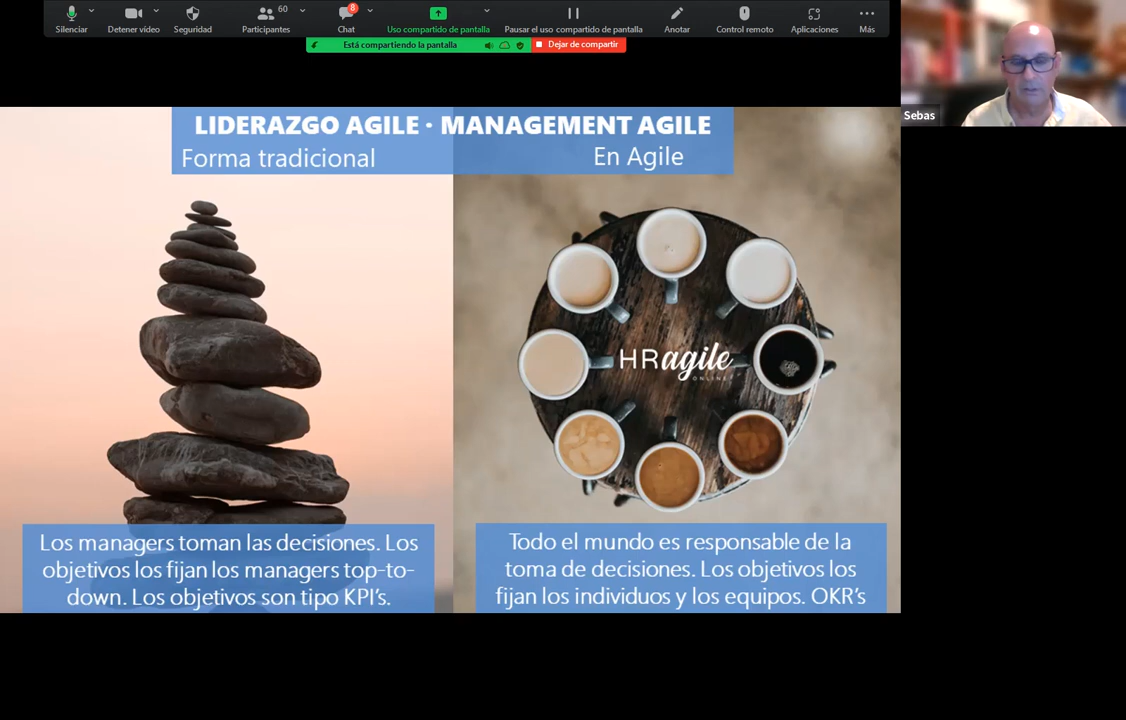 60
8
Silenciar
Detener vídeo
Seguridad
Participantes
Chat
Uso compartido de pantalla
Pausar el uso compartido de pantalla
Anotar
Control remoto
Aplicaciones
Más
Está compartiendo la pantalla
Dejar de compartir
Sebas
LIDERAZGO AGILE · MANAGEMENT AGILE
Forma tradicional
En Agile
HRagile
ONLINE
Los managers toman las decisiones. Los
objetivos los fijan los managers top-to-
down. Los objetivos son tipo KPI’s.
Todo el mundo es responsable de la
toma de decisiones. Los objetivos los
fijan los individuos y los equipos. OKR’s